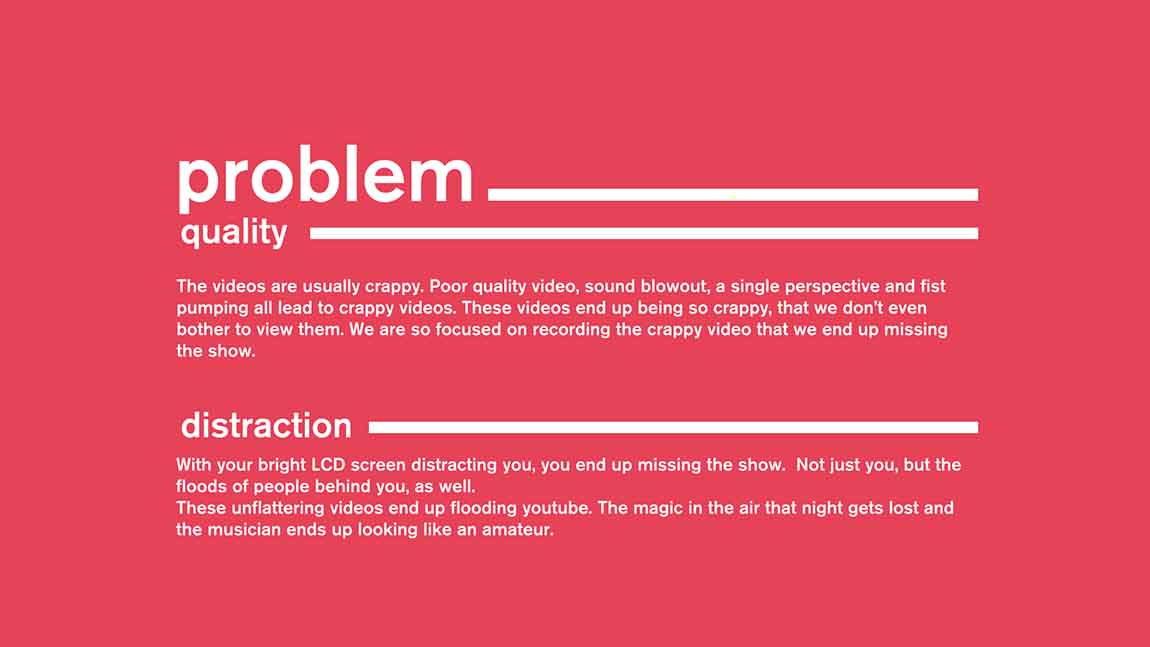 problem
quality
The videos are usually crappy. Poor quality video, sound blowout, a single perspective and fist
pumping all lead to crappy videos. These videos end up being so crappy, that we don't even
bother to view them. We are so focused on recording the crappy video that we end up missing
the show.
distraction
With your bright LCD screen distracting you, you end up missing the show.  Not just you, but the
floods of people behind you, as well.
These unflattering videos end up flooding youtube. The magic in the air that night gets lost and
the musician ends up looking like an amateur.